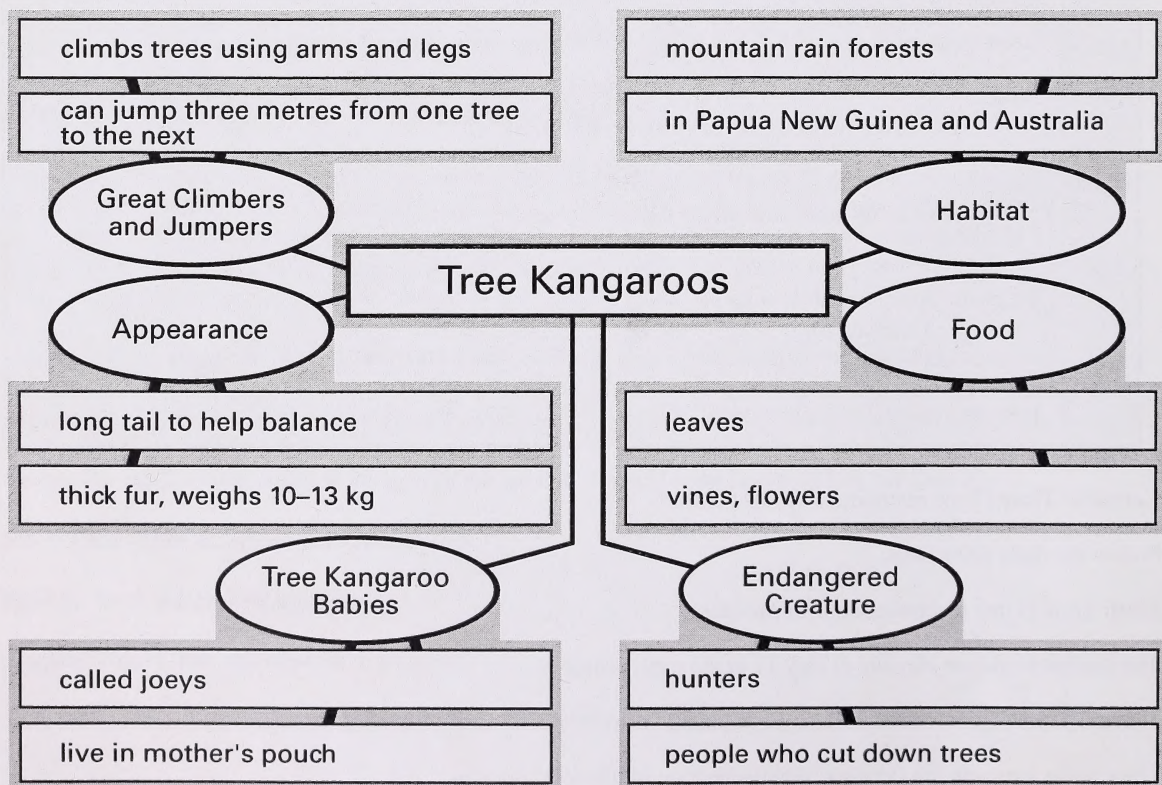 climbs trees using arms and legs
can jump three metres from one tree
to the next
Great Climbers
and Jumpers
mountain rain forests
in Papua New Guinea and Australia
Habitat
Tree Kangaroos
Appearance
long tail to help balance
thick fur, weighs 10–13 kg
Food
leaves
vines, flowers
Tree Kangaroo
Babies
called joeys
live in mother's pouch
Endangered
Creature
hunters
people who cut down trees